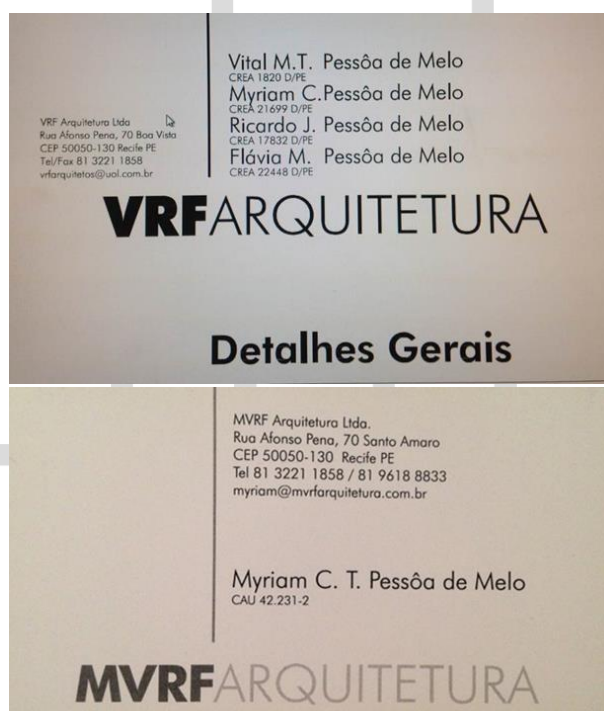 Vital M.T. Pessôa de Melo
CREA 1820 D/PE
Myriam C.Pessôa de Melo
CREA 21699 D/PE
Ricardo J. Pessôa de Melo
CREA 17832 D/PE
Flávia M. Pessôa de Melo
CREA 22448 D/PE
VRF Arquitetura Ltda
Rua Afonso Pena, 70 Boa Vista
CEP 50050-130 Recife PE
Tel/Fax 81 3221 1858
vrfarquitetos@uol.com.br
VRFARQUITETURA
Detalhes Gerais
MVRF Arquitetura Ltda.
Rua Afonso Pena, 70 Santo Amaro
CEP 50050-130 Recife PE
Tel 81 3221 1858 / 81 9618 8833
myriam@mvrfarquitetura.com.br
Myriam C. T. Pessôa de Melo
CAU 42.231-2
MVRFARQUITETURA